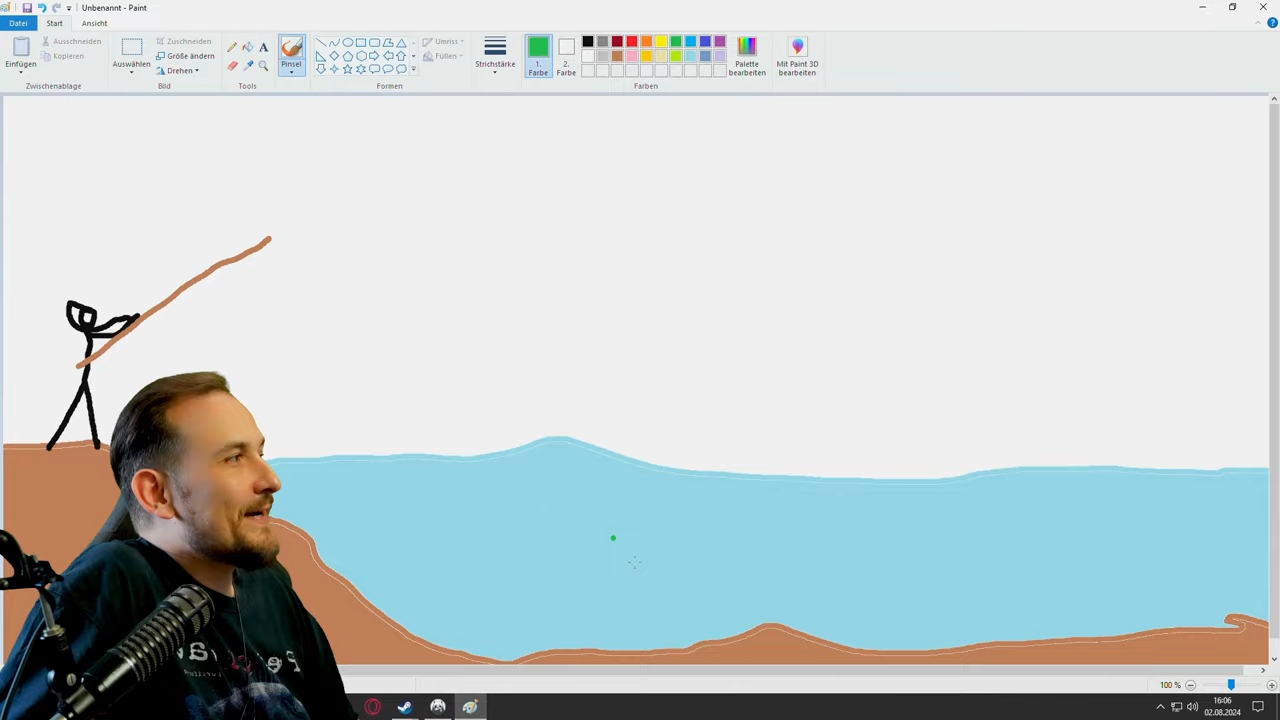 Unbenannt - Paint
Datei
Start
Ansicht
Einfügen
Ausschneiden
Kopieren
Zwischenablage
Auswählen
Zuschneiden
Größe ändern
Drehen
Bild
Tools
Pinsel
Umriss
Füllen
Formen
Strichstärke
1. Farbe
2. Farbe
Palette bearbeiten
Mit Paint 3D bearbeiten
Farben
100 %
16:06
02.08.2024